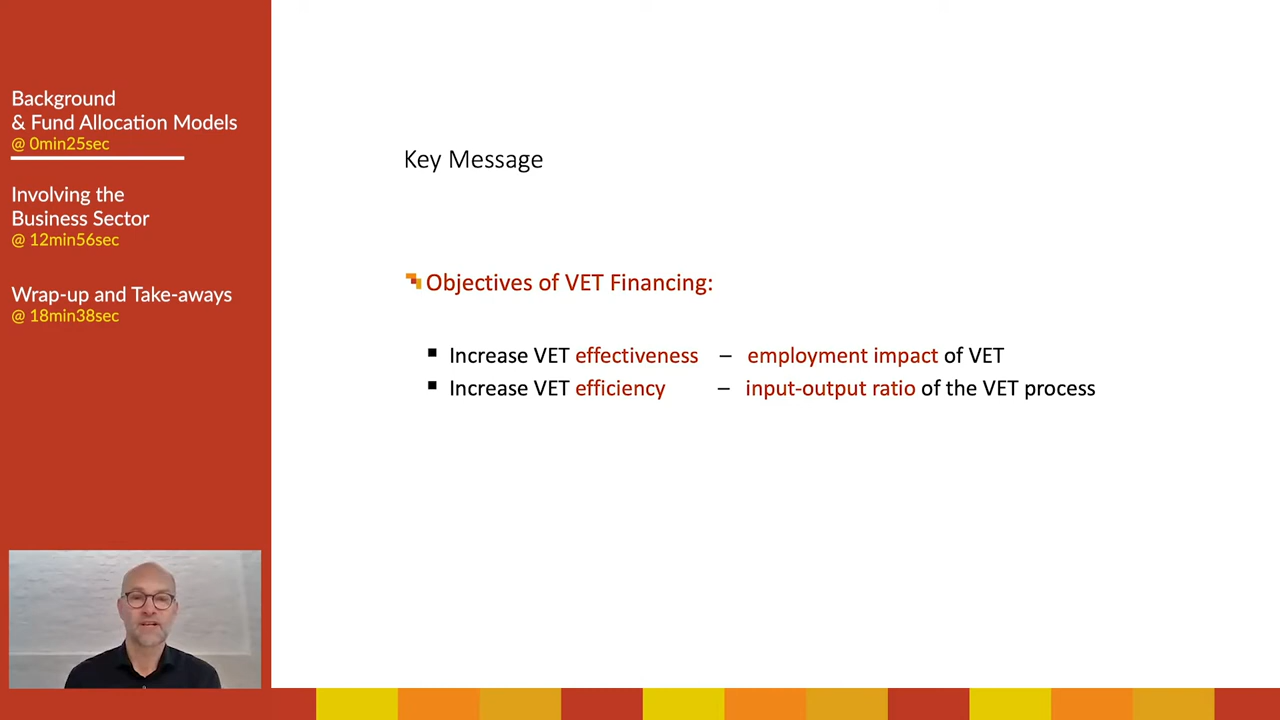 Background
& Fund Allocation Models
@ 0min25sec
Involving the
Business Sector
@ 12min56sec
Wrap-up and Take-aways
@ 18min38sec
Key Message
Objectives of VET Financing:
Increase VET effectiveness – employment impact of VET
Increase VET efficiency – input-output ratio of the VET process